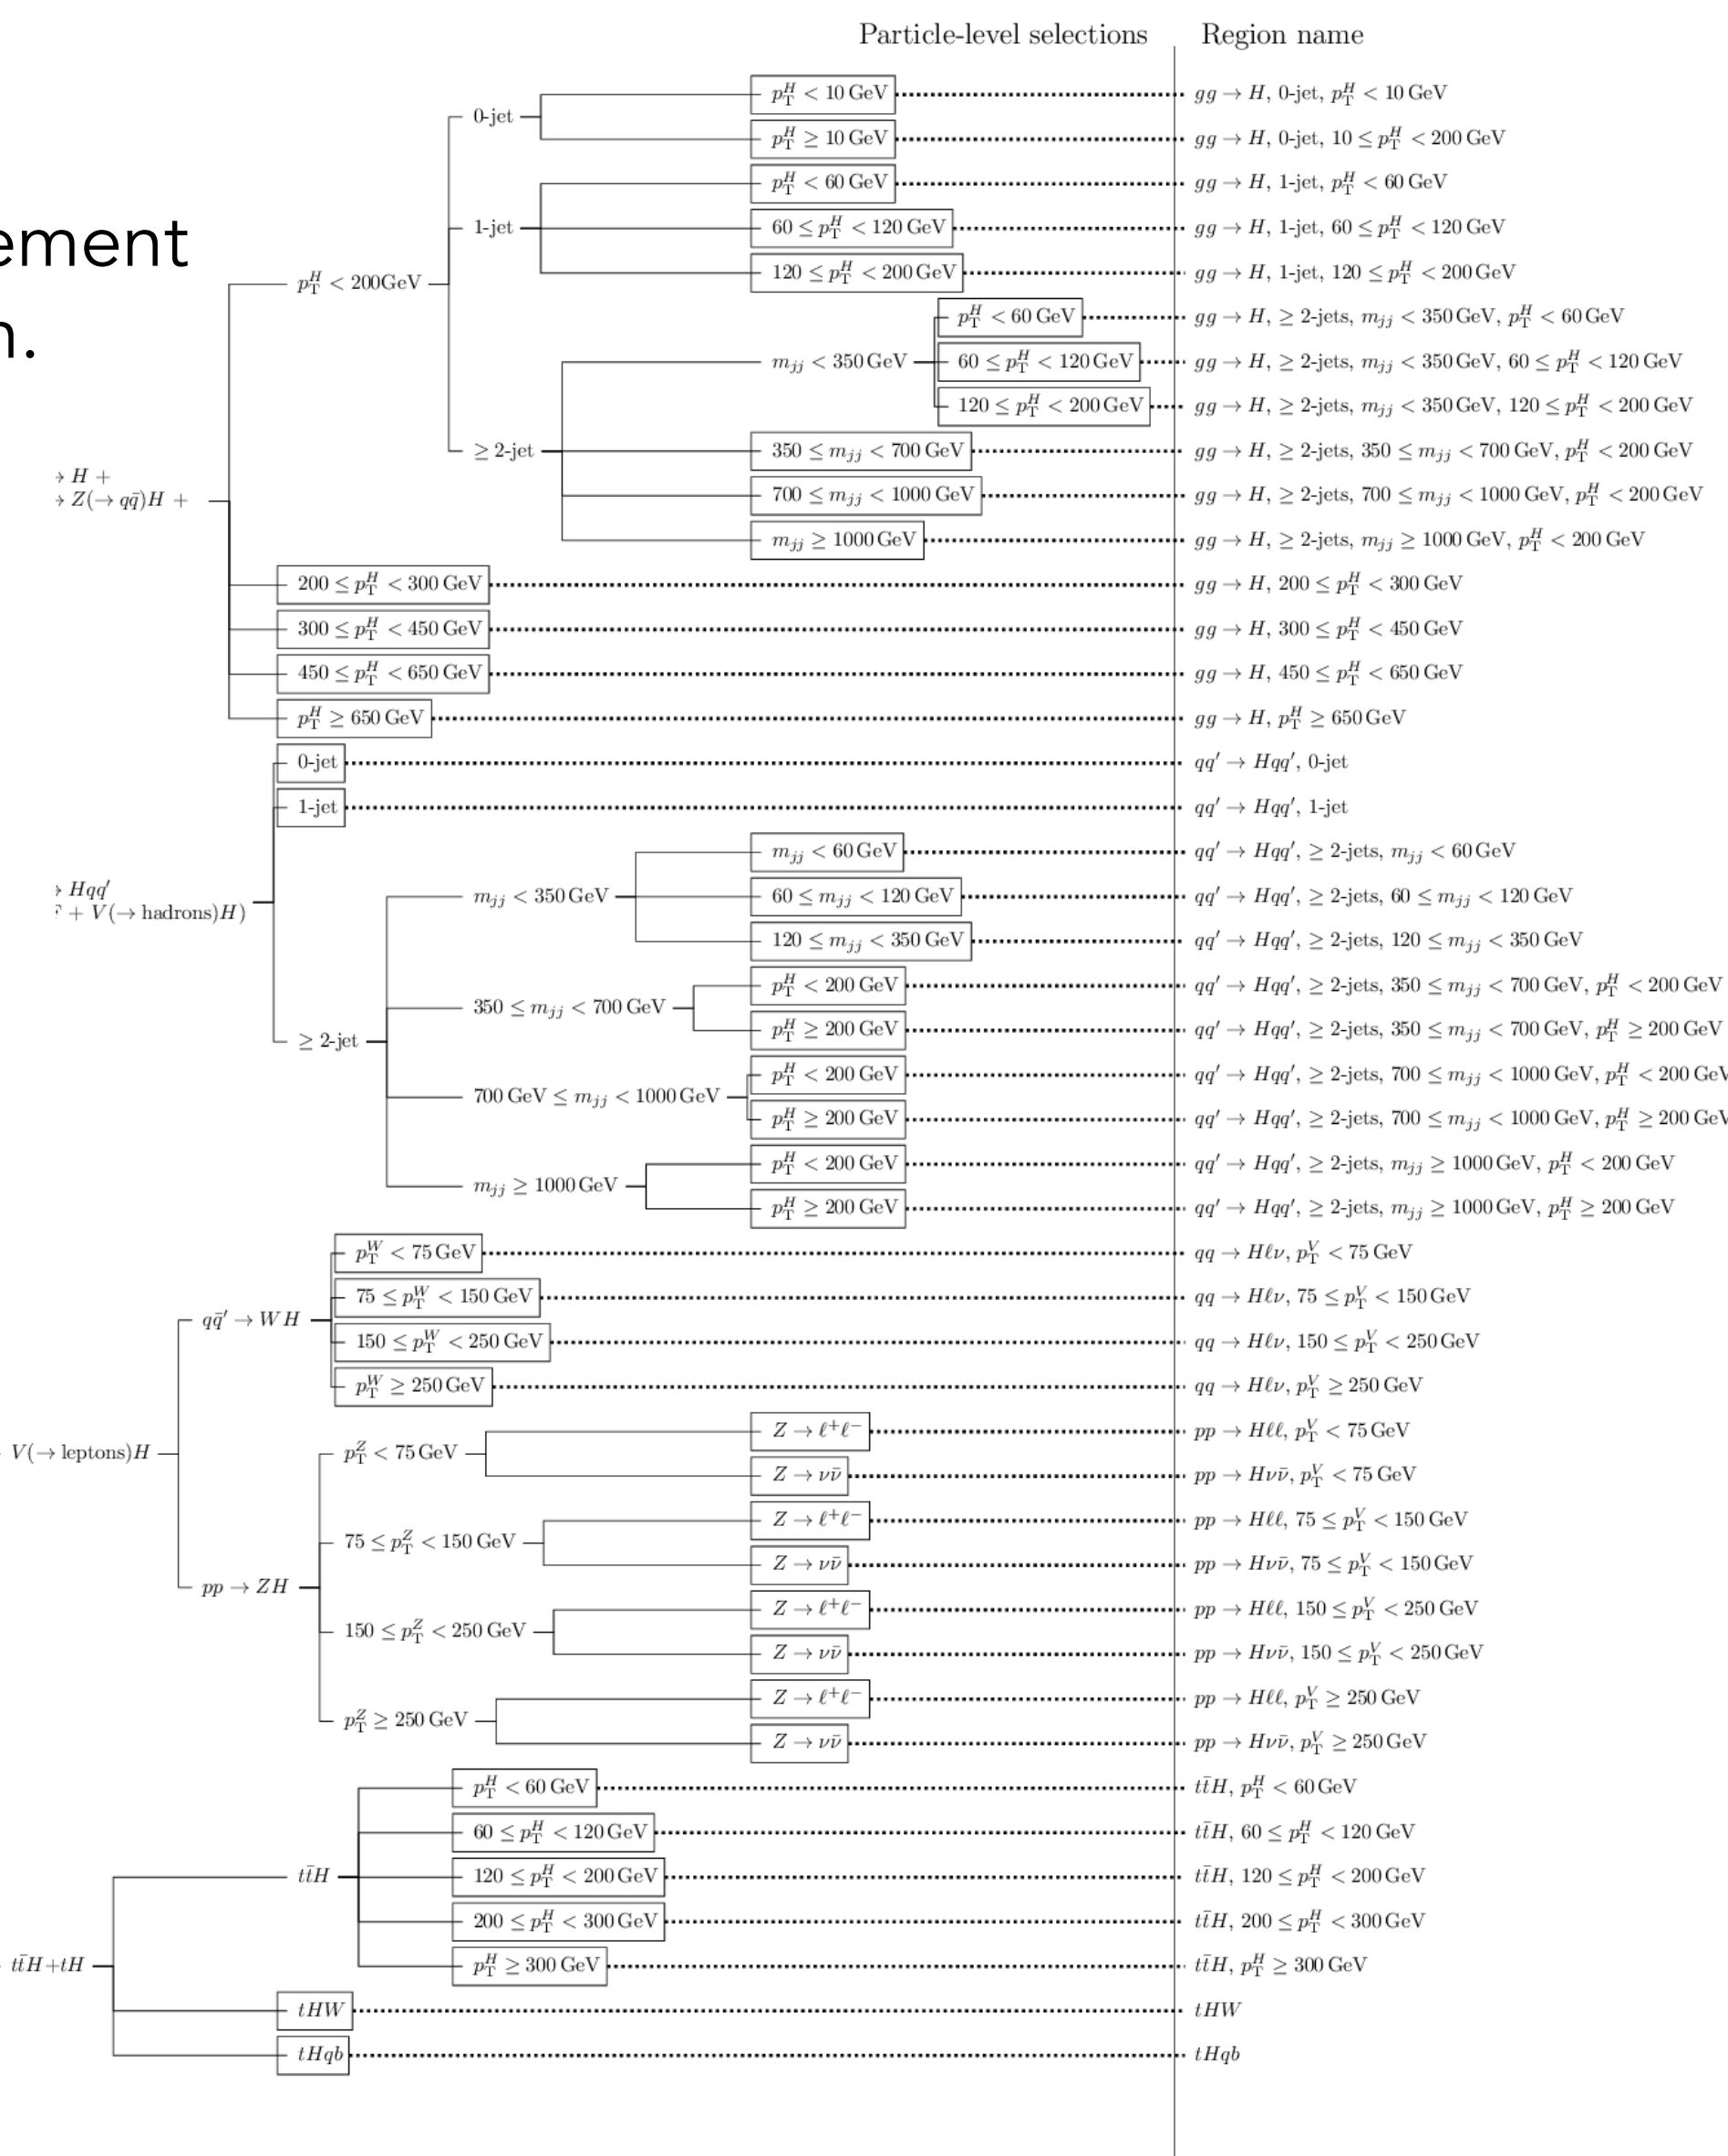 Particle-level selections Region name
p_T^H < 10 GeV gg → H, 0-jet, p_T^H < 10 GeV
0-jet
p_T^H ≥ 10 GeV gg → H, 0-jet, 10 ≤ p_T^H < 200 GeV
p_T^H < 60 GeV gg → H, 1-jet, p_T^H < 60 GeV
1-jet 60 ≤ p_T^H < 120 GeV gg → H, 1-jet, 60 ≤ p_T^H < 120 GeV
ement
120 ≤ p_T^H < 200 GeV gg → H, 1-jet, 120 ≤ p_T^H < 200 GeV
p_T^H < 200GeV
p_T^H < 60 GeV gg → H, ≥ 2-jets, m_jj < 350 GeV, p_T^H < 60 GeV
n.
m_jj < 350 GeV 60 ≤ p_T^H < 120 GeV gg → H, ≥ 2-jets, m_jj < 350 GeV, 60 ≤ p_T^H < 120 GeV
120 ≤ p_T^H < 200 GeV gg → H, ≥ 2-jets, m_jj < 350 GeV, 120 ≤ p_T^H < 200 GeV
≥ 2-jet 350 ≤ m_jj < 700 GeV gg → H, ≥ 2-jets, 350 ≤ m_jj < 700 GeV, p_T^H < 200 GeV
→ H +
→ Z(→ qq̄)H + 700 ≤ m_jj < 1000 GeV gg → H, ≥ 2-jets, 700 ≤ m_jj < 1000 GeV, p_T^H < 200 GeV
m_jj ≥ 1000 GeV gg → H, ≥ 2-jets, m_jj ≥ 1000 GeV, p_T^H < 200 GeV
200 ≤ p_T^H < 300 GeV gg → H, 200 ≤ p_T^H < 300 GeV
300 ≤ p_T^H < 450 GeV gg → H, 300 ≤ p_T^H < 450 GeV
450 ≤ p_T^H < 650 GeV gg → H, 450 ≤ p_T^H < 650 GeV
p_T^H ≥ 650 GeV gg → H, p_T^H ≥ 650 GeV
0-jet qq′ → Hqq′, 0-jet
1-jet qq′ → Hqq′, 1-jet
m_jj < 60 GeV qq′ → Hqq′, ≥ 2-jets, m_jj < 60 GeV
→ Hqq′
m_jj < 350 GeV 60 ≤ m_jj < 120 GeV qq′ → Hqq′, ≥ 2-jets, 60 ≤ m_jj < 120 GeV
+ V(→ hadrons)H)
120 ≤ m_jj < 350 GeV qq′ → Hqq′, ≥ 2-jets, 120 ≤ m_jj < 350 GeV
p_T^H < 200 GeV qq′ → Hqq′, ≥ 2-jets, 350 ≤ m_jj < 700 GeV, p_T^H < 200 GeV
350 ≤ m_jj < 700 GeV
p_T^H ≥ 200 GeV qq′ → Hqq′, ≥ 2-jets, 350 ≤ m_jj < 700 GeV, p_T^H ≥ 200 GeV
≥ 2-jet
p_T^H < 200 GeV qq′ → Hqq′, ≥ 2-jets, 700 ≤ m_jj < 1000 GeV, p_T^H < 200 GeV
700 GeV ≤ m_jj < 1000 GeV
p_T^H ≥ 200 GeV qq′ → Hqq′, ≥ 2-jets, 700 ≤ m_jj < 1000 GeV, p_T^H ≥ 200 GeV
p_T^H < 200 GeV qq′ → Hqq′, ≥ 2-jets, m_jj ≥ 1000 GeV, p_T^H < 200 GeV
m_jj ≥ 1000 GeV
p_T^H ≥ 200 GeV qq′ → Hqq′, ≥ 2-jets, m_jj ≥ 1000 GeV, p_T^H ≥ 200 GeV
p_T^W < 75 GeV qq → Hℓν, p_T^V < 75 GeV
75 ≤ p_T^W < 150 GeV qq → Hℓν, 75 ≤ p_T^V < 150 GeV
qq̄′ → WH
150 ≤ p_T^W < 250 GeV qq → Hℓν, 150 ≤ p_T^V < 250 GeV
p_T^W ≥ 250 GeV qq → Hℓν, p_T^V ≥ 250 GeV
Z → ℓ⁺ℓ⁻ pp → Hℓℓ, p_T^V < 75 GeV
V(→ leptons)H p_T^Z < 75 GeV
Z → νν̄ pp → Hνν̄, p_T^V < 75 GeV
Z → ℓ⁺ℓ⁻ pp → Hℓℓ, 75 ≤ p_T^V < 150 GeV
75 ≤ p_T^Z < 150 GeV
Z → νν̄ pp → Hνν̄, 75 ≤ p_T^V < 150 GeV
pp → ZH
Z → ℓ⁺ℓ⁻ pp → Hℓℓ, 150 ≤ p_T^V < 250 GeV
150 ≤ p_T^Z < 250 GeV
Z → νν̄ pp → Hνν̄, 150 ≤ p_T^V < 250 GeV
Z → ℓ⁺ℓ⁻ pp → Hℓℓ, p_T^V ≥ 250 GeV
p_T^Z ≥ 250 GeV
Z → νν̄ pp → Hνν̄, p_T^V ≥ 250 GeV
p_T^H < 60 GeV tt̄H, p_T^H < 60 GeV
60 ≤ p_T^H < 120 GeV tt̄H, 60 ≤ p_T^H < 120 GeV
tt̄H 120 ≤ p_T^H < 200 GeV tt̄H, 120 ≤ p_T^H < 200 GeV
200 ≤ p_T^H < 300 GeV tt̄H, 200 ≤ p_T^H < 300 GeV
tt̄H+tH p_T^H ≥ 300 GeV tt̄H, p_T^H ≥ 300 GeV
tHW tHW
tHqb tHqb